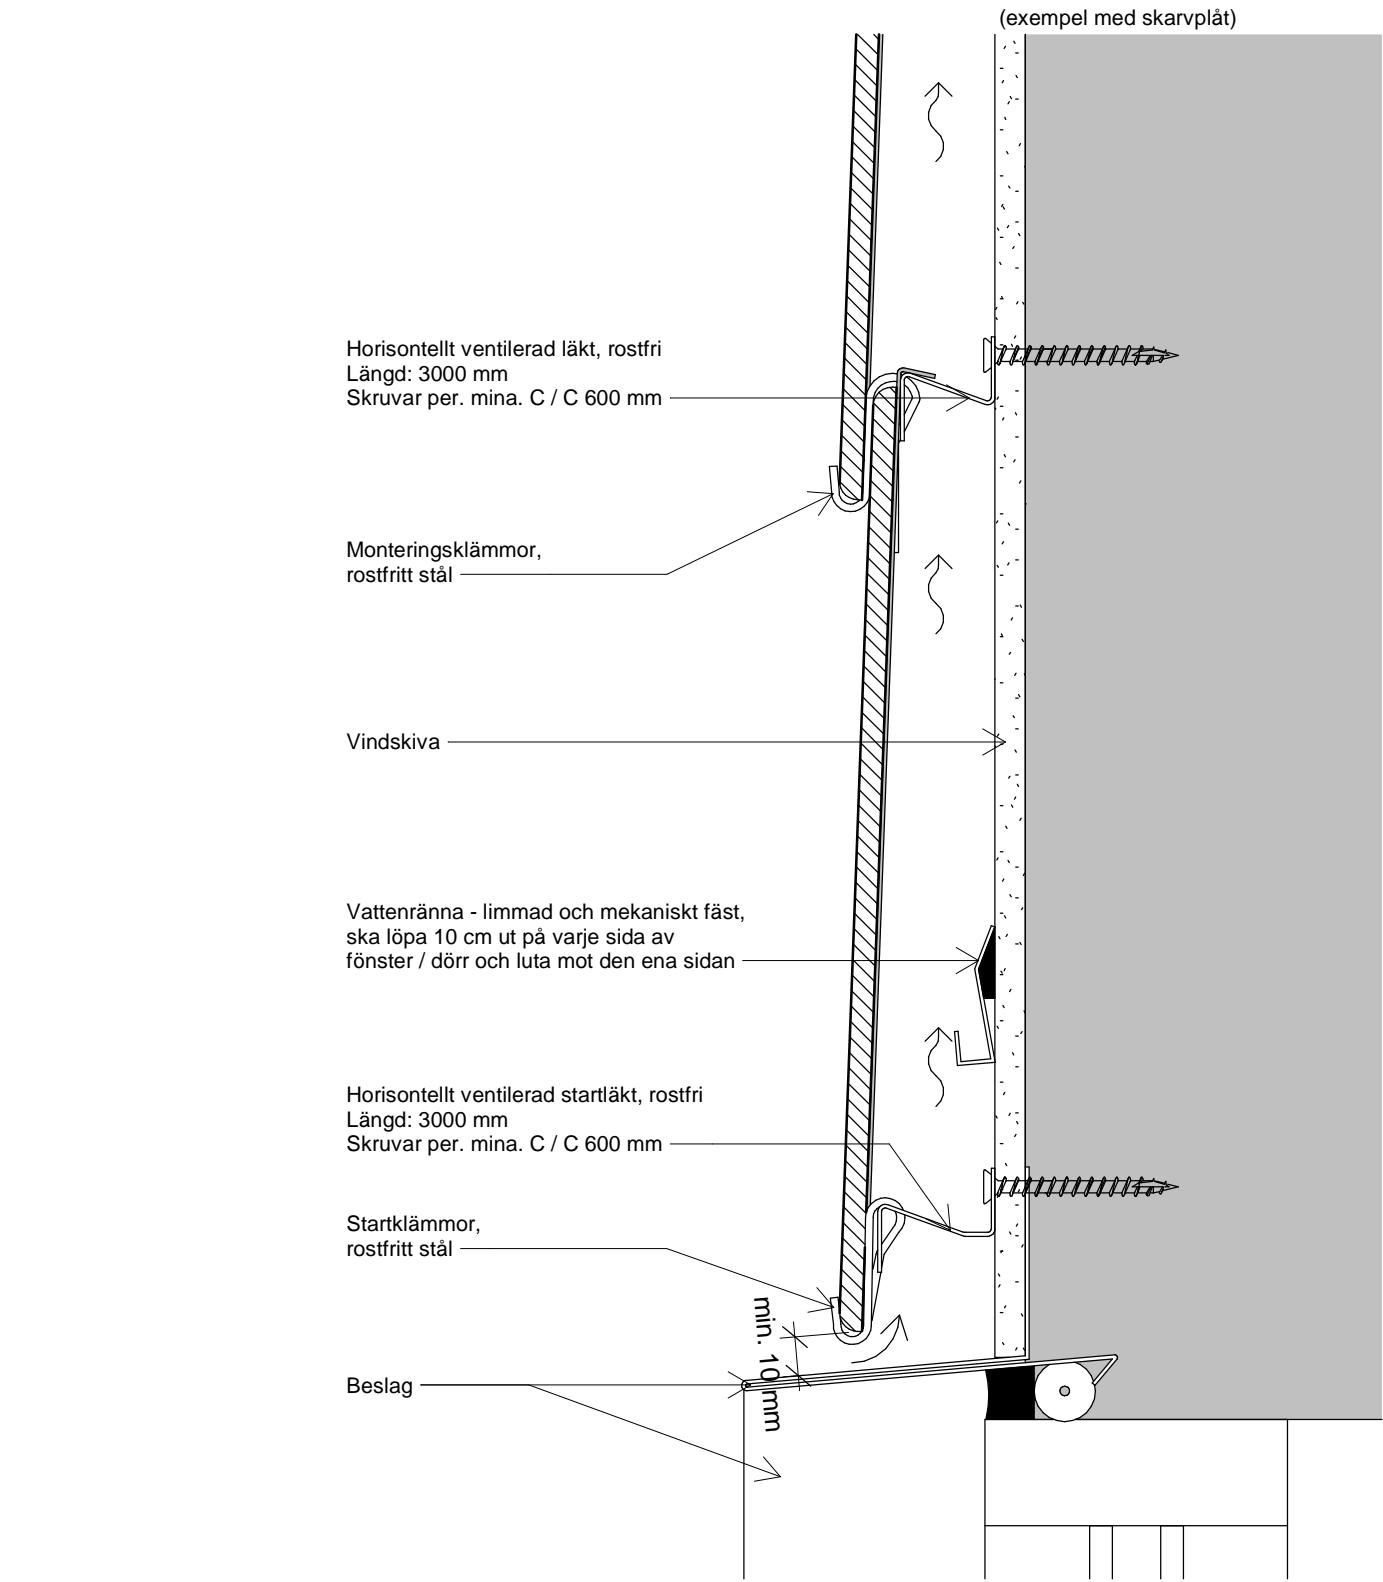 (exempel med skarvplåt)
Horisontellt ventilerad läkt, rostfri
Längd: 3000 mm
Skruvar per. mina. C / C 600 mm
Monteringsklämmor,
rostfritt stål
Vindskiva
Vattenränna - limmad och mekaniskt fäst,
ska löpa 10 cm ut på varje sida av
fönster / dörr och luta mot den ena sidan
Horisontellt ventilerad startläkt, rostfri
Längd: 3000 mm
Skruvar per. mina. C / C 600 mm
Startklämmor,
rostfritt stål
min. 10 mm
Beslag